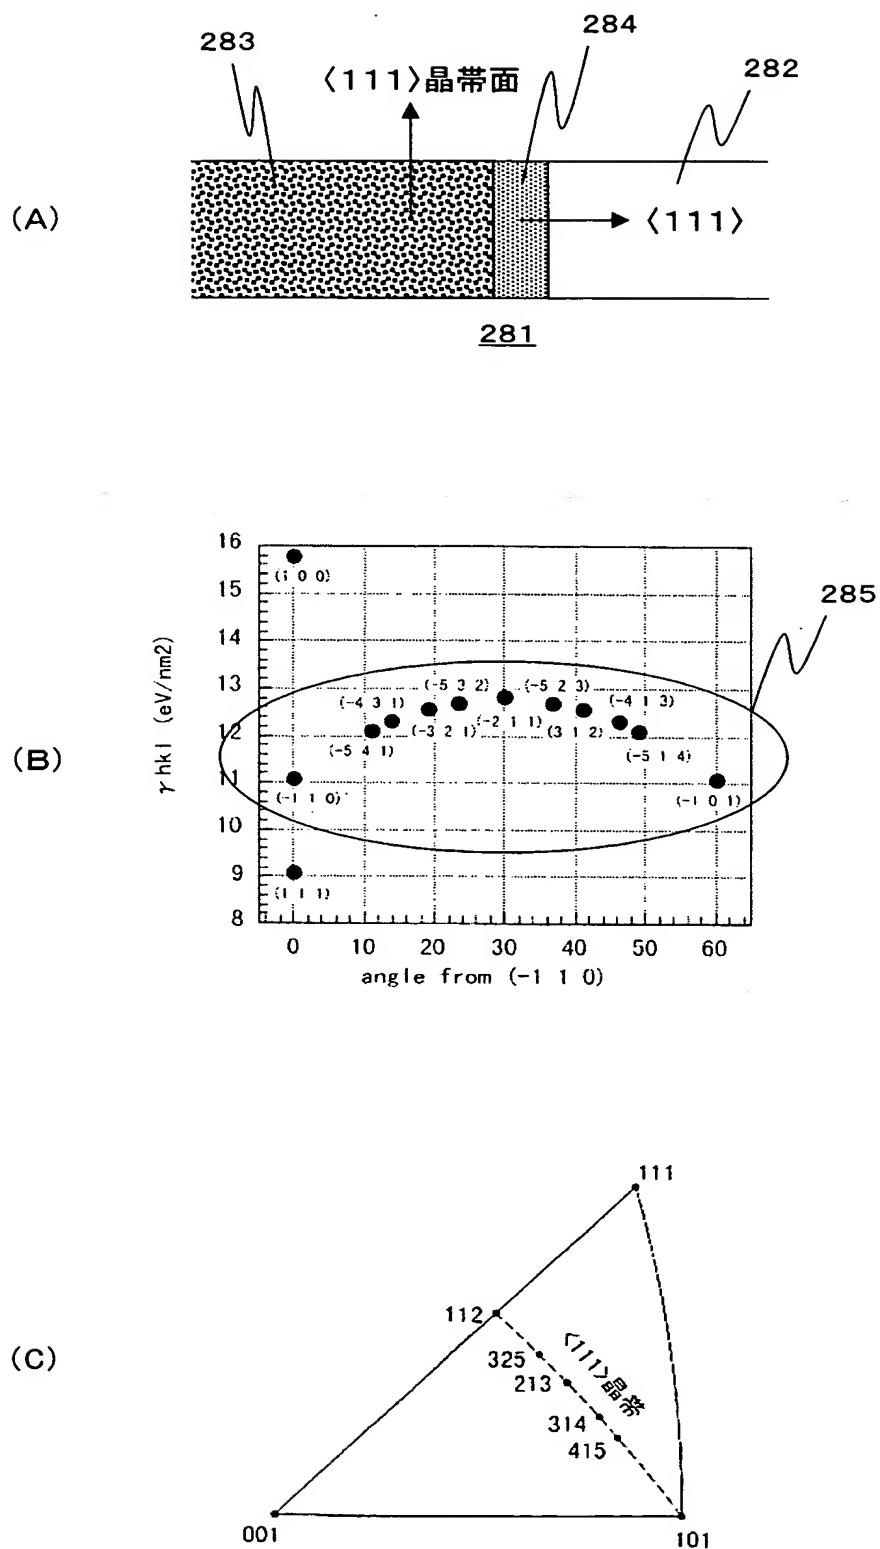 283
284
282
〈111〉晶帯面
(A)
〈111〉
281
(B)
γhkl (eV/nm2)
16
15
14
13
12
11
10
9
8
0 10 20 30 40 50 60
angle from (-1 1 0)
(1 0 0)
285
(-5 3 2)
(-5 2 3)
(-4 3 1)
(-4 1 3)
(-2 1 1)
(-3 2 1)
(3 1 2)
(-5 4 1)
(-5 1 4)
(-1 1 0)
(-1 0 1)
(1 1 1)
(C)
111
112
〈111〉晶帯
325
213
314
415
001
101